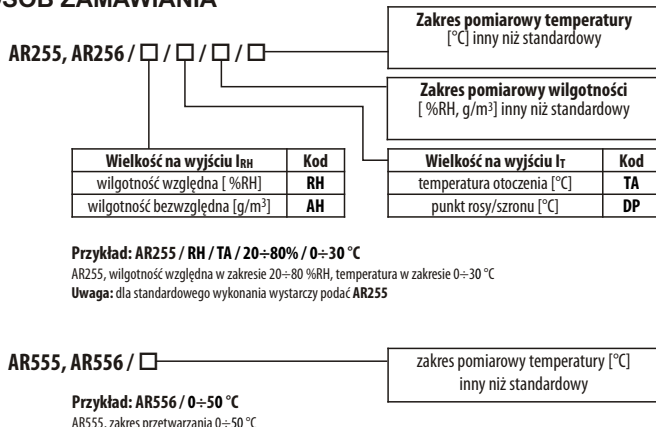 SPOSÓB ZAMAWIANIA
Zakres pomiarowy temperatury
[°C] inny niż standardowy
AR255, AR256 / □ / □ / □ / □
Zakres pomiarowy wilgotności
[ %RH, g/m³] inny niż standardowy
Wielkość na wyjściu IRH Kod
wilgotność względna [ %RH] RH
wilgotność bezwzględna [g/m³] AH
Wielkość na wyjściu IT Kod
temperatura otoczenia [°C] TA
punkt rosy/szronu [°C] DP
Przykład: AR255 / RH / TA / 20÷80% / 0÷30 °C
AR255, wilgotność względna w zakresie 20÷80 %RH, temperatura w zakresie 0÷30 °C
Uwaga: dla standardowego wykonania wystarczy podać AR255
AR555, AR556 / □
zakres pomiarowy temperatury [°C]
inny niż standardowy
Przykład: AR556 / 0÷50 °C
AR555, zakres przetwarzania 0÷50 °C